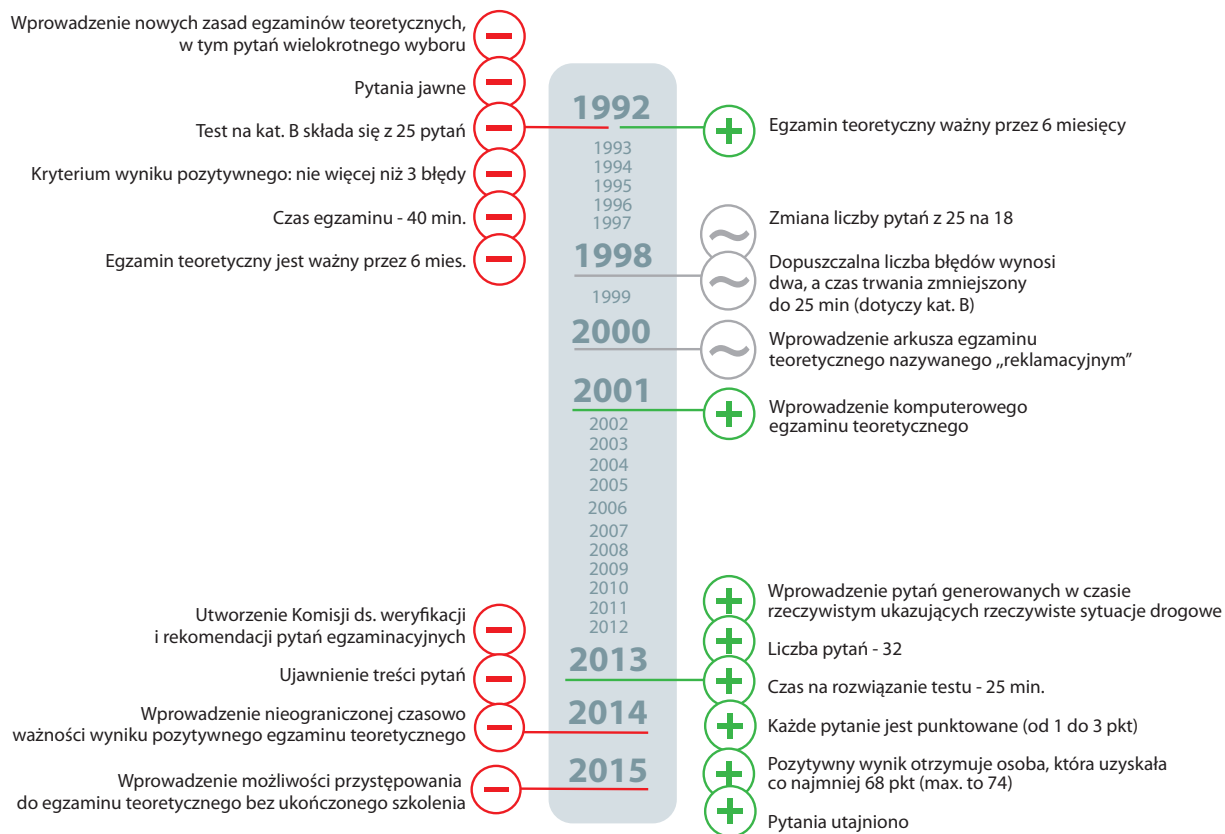 Wprowadzenie nowych zasad egzaminów teoretycznych,
w tym pytań wielokrotnego wyboru
Pytania jawne
Test na kat. B składa się z 25 pytań
Kryterium wyniku pozytywnego: nie więcej niż 3 błędy
Czas egzaminu - 40 min.
Egzamin teoretyczny jest ważny przez 6 mies.
1992
Egzamin teoretyczny ważny przez 6 miesięcy
1993
1994
1995
1996
1997
Zmiana liczby pytań z 25 na 18
1998
Dopuszczalna liczba błędów wynosi
dwa, a czas trwania zmniejszony
do 25 min (dotyczy kat. B)
1999
2000
Wprowadzenie arkusza egzaminu
teoretycznego nazywanego „reklamacyjnym”
2001
Wprowadzenie komputerowego
egzaminu teoretycznego
2002
2003
2004
2005
2006
2007
2008
2009
2010
2011
2012
Utworzenie Komisji ds. weryfikacji
i rekomendacji pytań egzaminacyjnych
Ujawnienie treści pytań
Wprowadzenie nieograniczonej czasowo
ważności wyniku pozytywnego egzaminu teoretycznego
Wprowadzenie możliwości przystępowania
do egzaminu teoretycznego bez ukończonego szkolenia
2013
2014
2015
Wprowadzenie pytań generowanych w czasie
rzeczywistym ukazujących rzeczywiste sytuacje drogowe
Liczba pytań - 32
Czas na rozwiązanie testu - 25 min.
Każde pytanie jest punktowane (od 1 do 3 pkt)
Pozytywny wynik otrzymuje osoba, która uzyskała
co najmniej 68 pkt (max. to 74)
Pytania utajniono